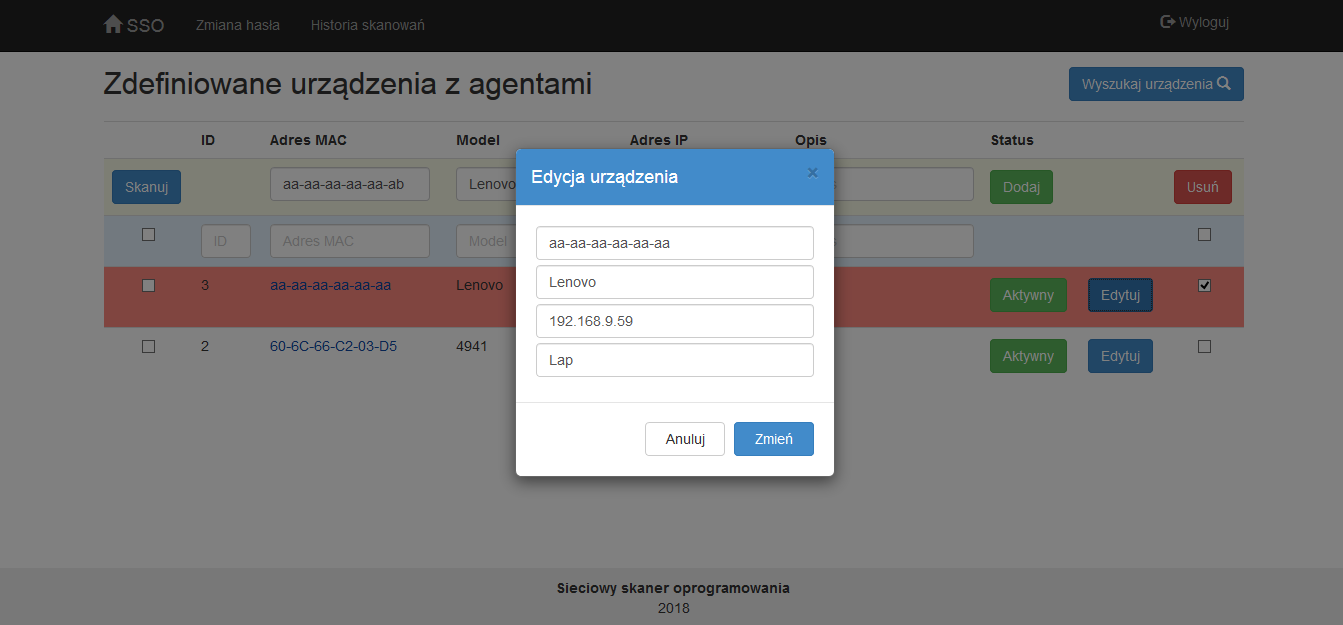 SSO Zmiana hasła Historia skanowań Wyloguj
Zdefiniowane urządzenia z agentami Wyszukaj urządzenia
ID Adres MAC Model Adres IP Opis Status
Skanuj aa-aa-aa-aa-aa-ab Lenovo Dodaj Usuń
ID Adres MAC Model
3 aa-aa-aa-aa-aa-aa Lenovo Aktywny Edytuj
2 60-6C-66-C2-03-D5 4941 Aktywny Edytuj
Edycja urządzenia ×
aa-aa-aa-aa-aa-aa
Lenovo
192.168.9.59
Lap
Anuluj Zmień
Sieciowy skaner oprogramowania
2018